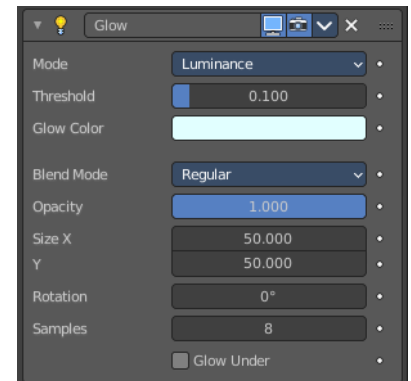 Glow
Mode Luminance
Threshold 0.100
Glow Color
Blend Mode Regular
Opacity 1.000
Size X 50.000
Y 50.000
Rotation 0°
Samples 8
Glow Under